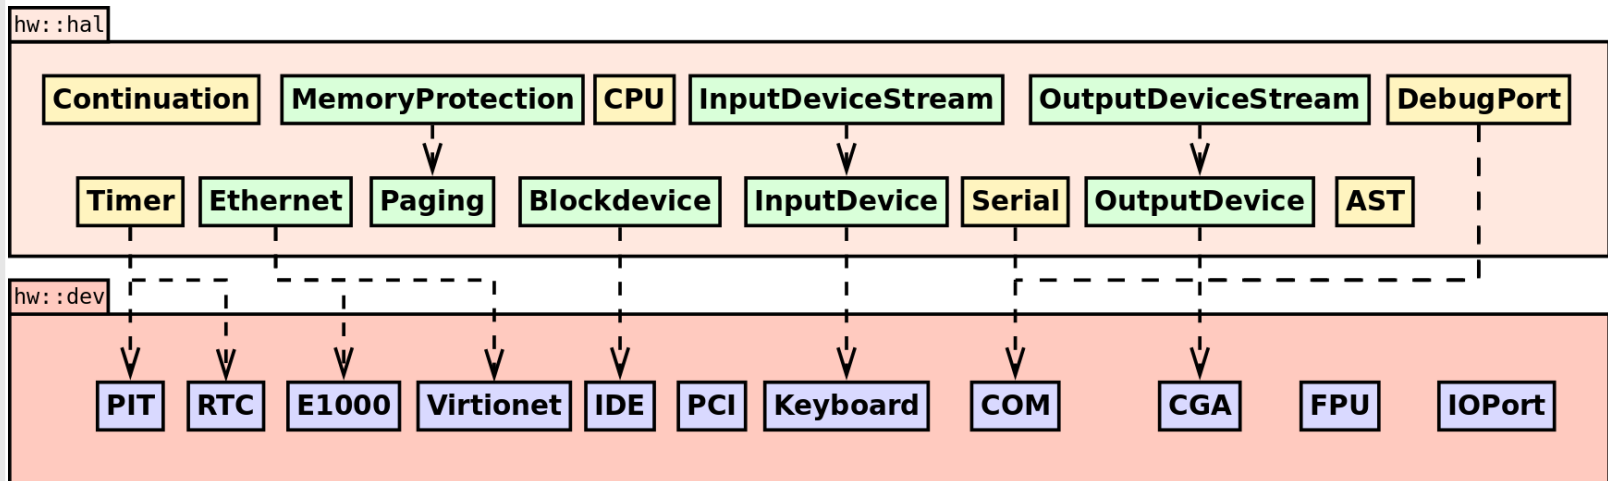 hw::hal
Continuation MemoryProtection CPU InputDeviceStream OutputDeviceStream DebugPort
Timer Ethernet Paging Blockdevice InputDevice Serial OutputDevice AST
hw::dev
PIT RTC E1000 Virtionet IDE PCI Keyboard COM CGA FPU IOPort